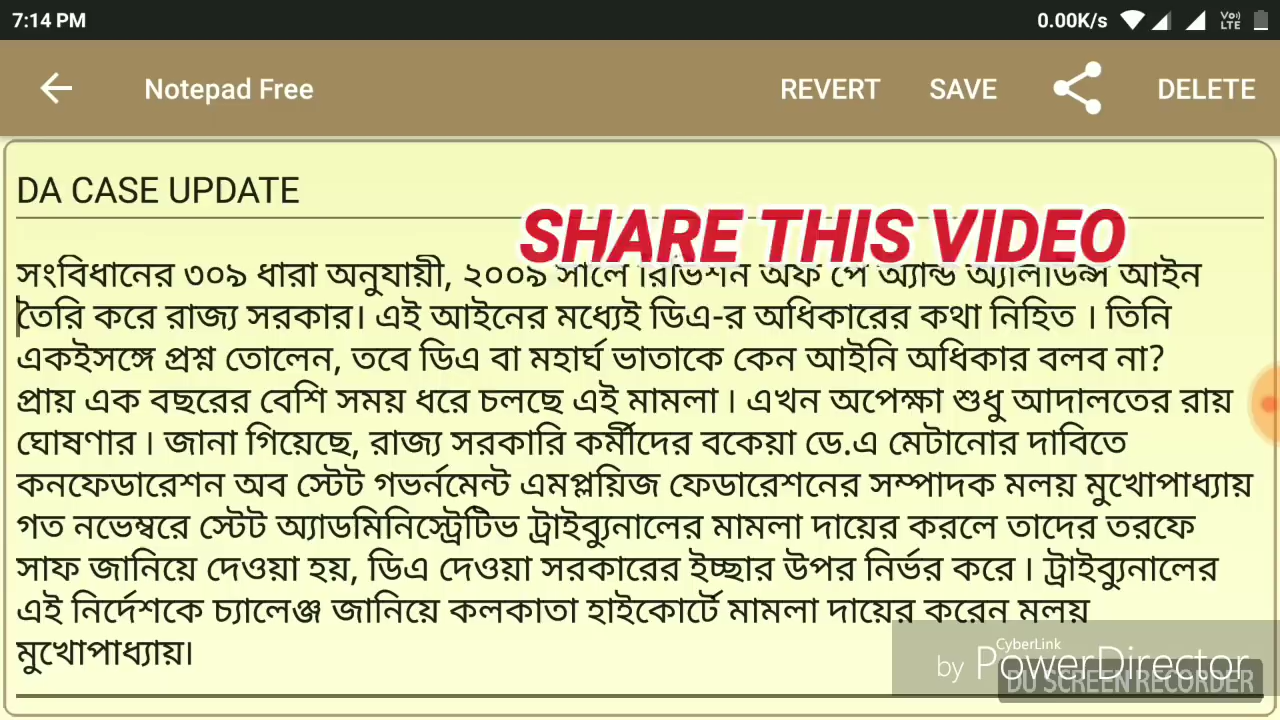 7:14 PM
0.00K/s
Vo))
LTE
Notepad Free
REVERT
SAVE
DELETE
DA CASE UPDATE
SHARE THIS VIDEO
সংবিধানের ৩০৯ ধারা অনুযায়ী, ২০০৯ সালে রিভিশন অফ পে অ্যান্ড অ্যালাউন্স আইন
তৈরি করে রাজ্য সরকার। এই আইনের মধ্যেই ডিএ-র অধিকারের কথা নিহিত । তিনি
একইসঙ্গে প্রশ্ন তোলেন, তবে ডিএ বা মহার্ঘ ভাতাকে কেন আইনি অধিকার বলব না?
প্রায় এক বছরের বেশি সময় ধরে চলছে এই মামলা । এখন অপেক্ষা শুধু আদালতের রায়
ঘোষণার । জানা গিয়েছে, রাজ্য সরকারি কর্মীদের বকেয়া ডে.এ মেটানোর দাবিতে
কনফেডারেশন অব স্টেট গভর্নমেন্ট এমপ্লয়িজ ফেডারেশনের সম্পাদক মলয় মুখোপাধ্যায়
গত নভেম্বরে স্টেট অ্যাডমিনিস্ট্রেটিভ ট্রাইব্যুনালের মামলা দায়ের করলে তাদের তরফে
সাফ জানিয়ে দেওয়া হয়, ডিএ দেওয়া সরকারের ইচ্ছার উপর নির্ভর করে । ট্রাইব্যুনালের
এই নির্দেশকে চ্যালেঞ্জ জানিয়ে কলকাতা হাইকোর্টে মামলা দায়ের করেন মলয়
মুখোপাধ্যায়।
CyberLink
by PowerDirector
DU SCREEN RECORDER